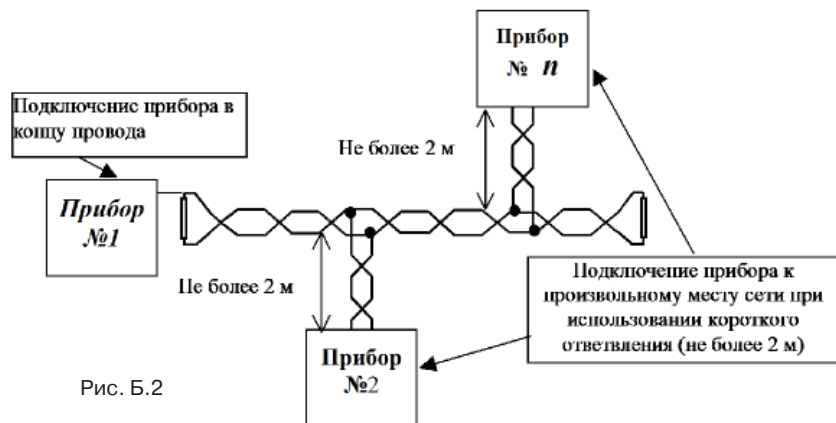 Прибор
№ n
Подключение прибора в
концу провода
Не более 2 м
Прибор
№1
Не более 2 м
Подключение прибора к
произвольному месту сети при
использовании короткого
ответвления (не более 2 м)
Прибор
№2
Рис. Б.2